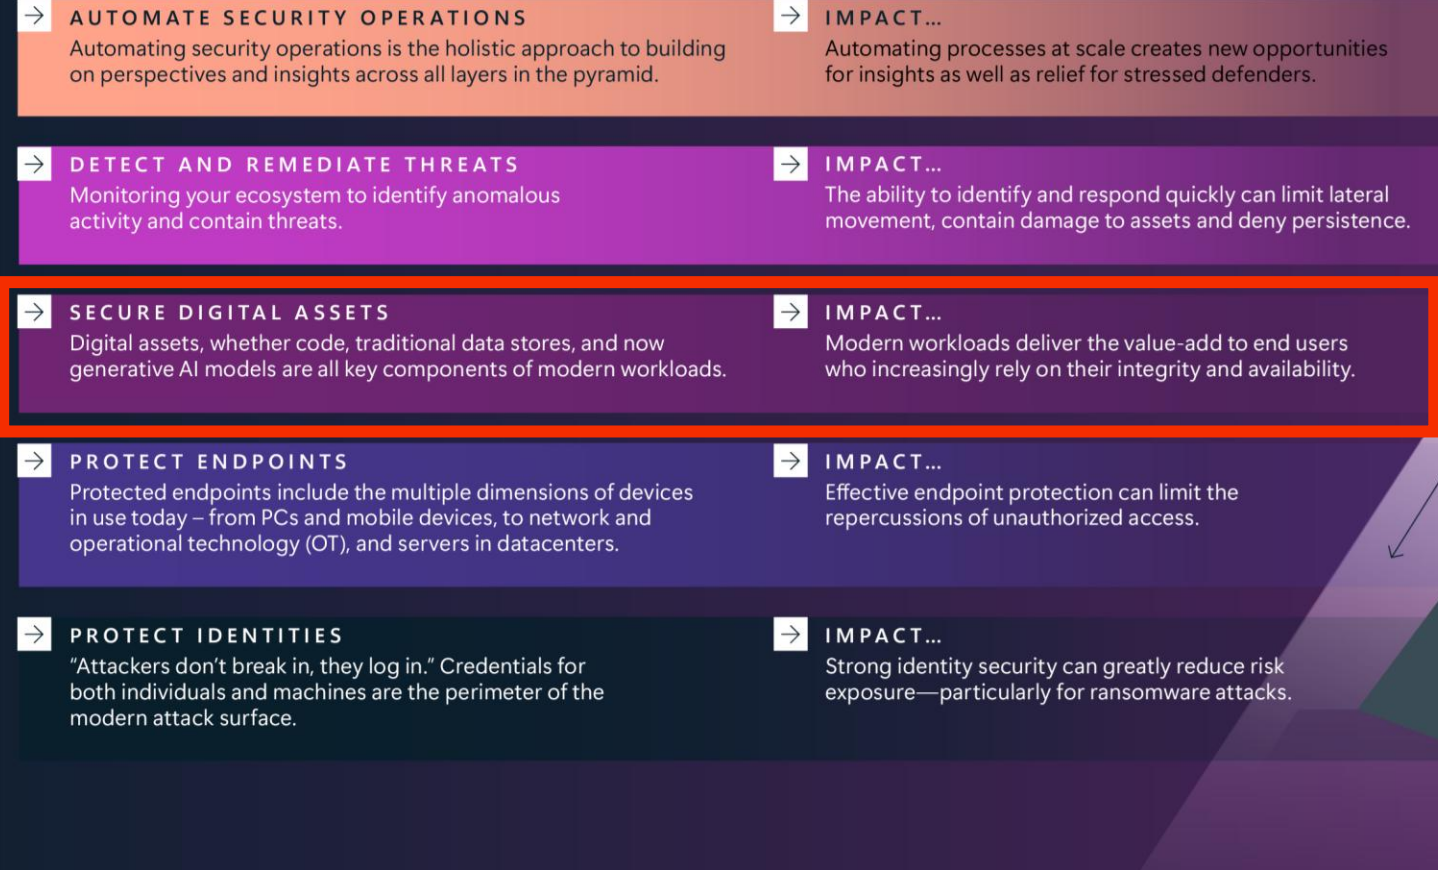 AUTOMATE SECURITY OPERATIONS
Automating security operations is the holistic approach to building
on perspectives and insights across all layers in the pyramid.
IMPACT…
Automating processes at scale creates new opportunities
for insights as well as relief for stressed defenders.
DETECT AND REMEDIATE THREATS
Monitoring your ecosystem to identify anomalous
activity and contain threats.
IMPACT…
The ability to identify and respond quickly can limit lateral
movement, contain damage to assets and deny persistence.
SECURE DIGITAL ASSETS
Digital assets, whether code, traditional data stores, and now
generative AI models are all key components of modern workloads.
IMPACT…
Modern workloads deliver the value-add to end users
who increasingly rely on their integrity and availability.
PROTECT ENDPOINTS
Protected endpoints include the multiple dimensions of devices
in use today – from PCs and mobile devices, to network and
operational technology (OT), and servers in datacenters.
IMPACT…
Effective endpoint protection can limit the
repercussions of unauthorized access.
PROTECT IDENTITIES
“Attackers don’t break in, they log in.” Credentials for
both individuals and machines are the perimeter of the
modern attack surface.
IMPACT…
Strong identity security can greatly reduce risk
exposure—particularly for ransomware attacks.